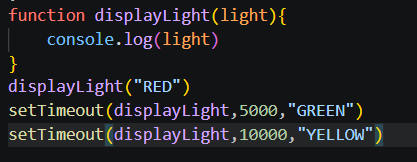 function displayLight(light){
    console.log(light)
}
displayLight("RED")
setTimeout(displayLight,5000,"GREEN")
setTimeout(displayLight,10000,"YELLOW")